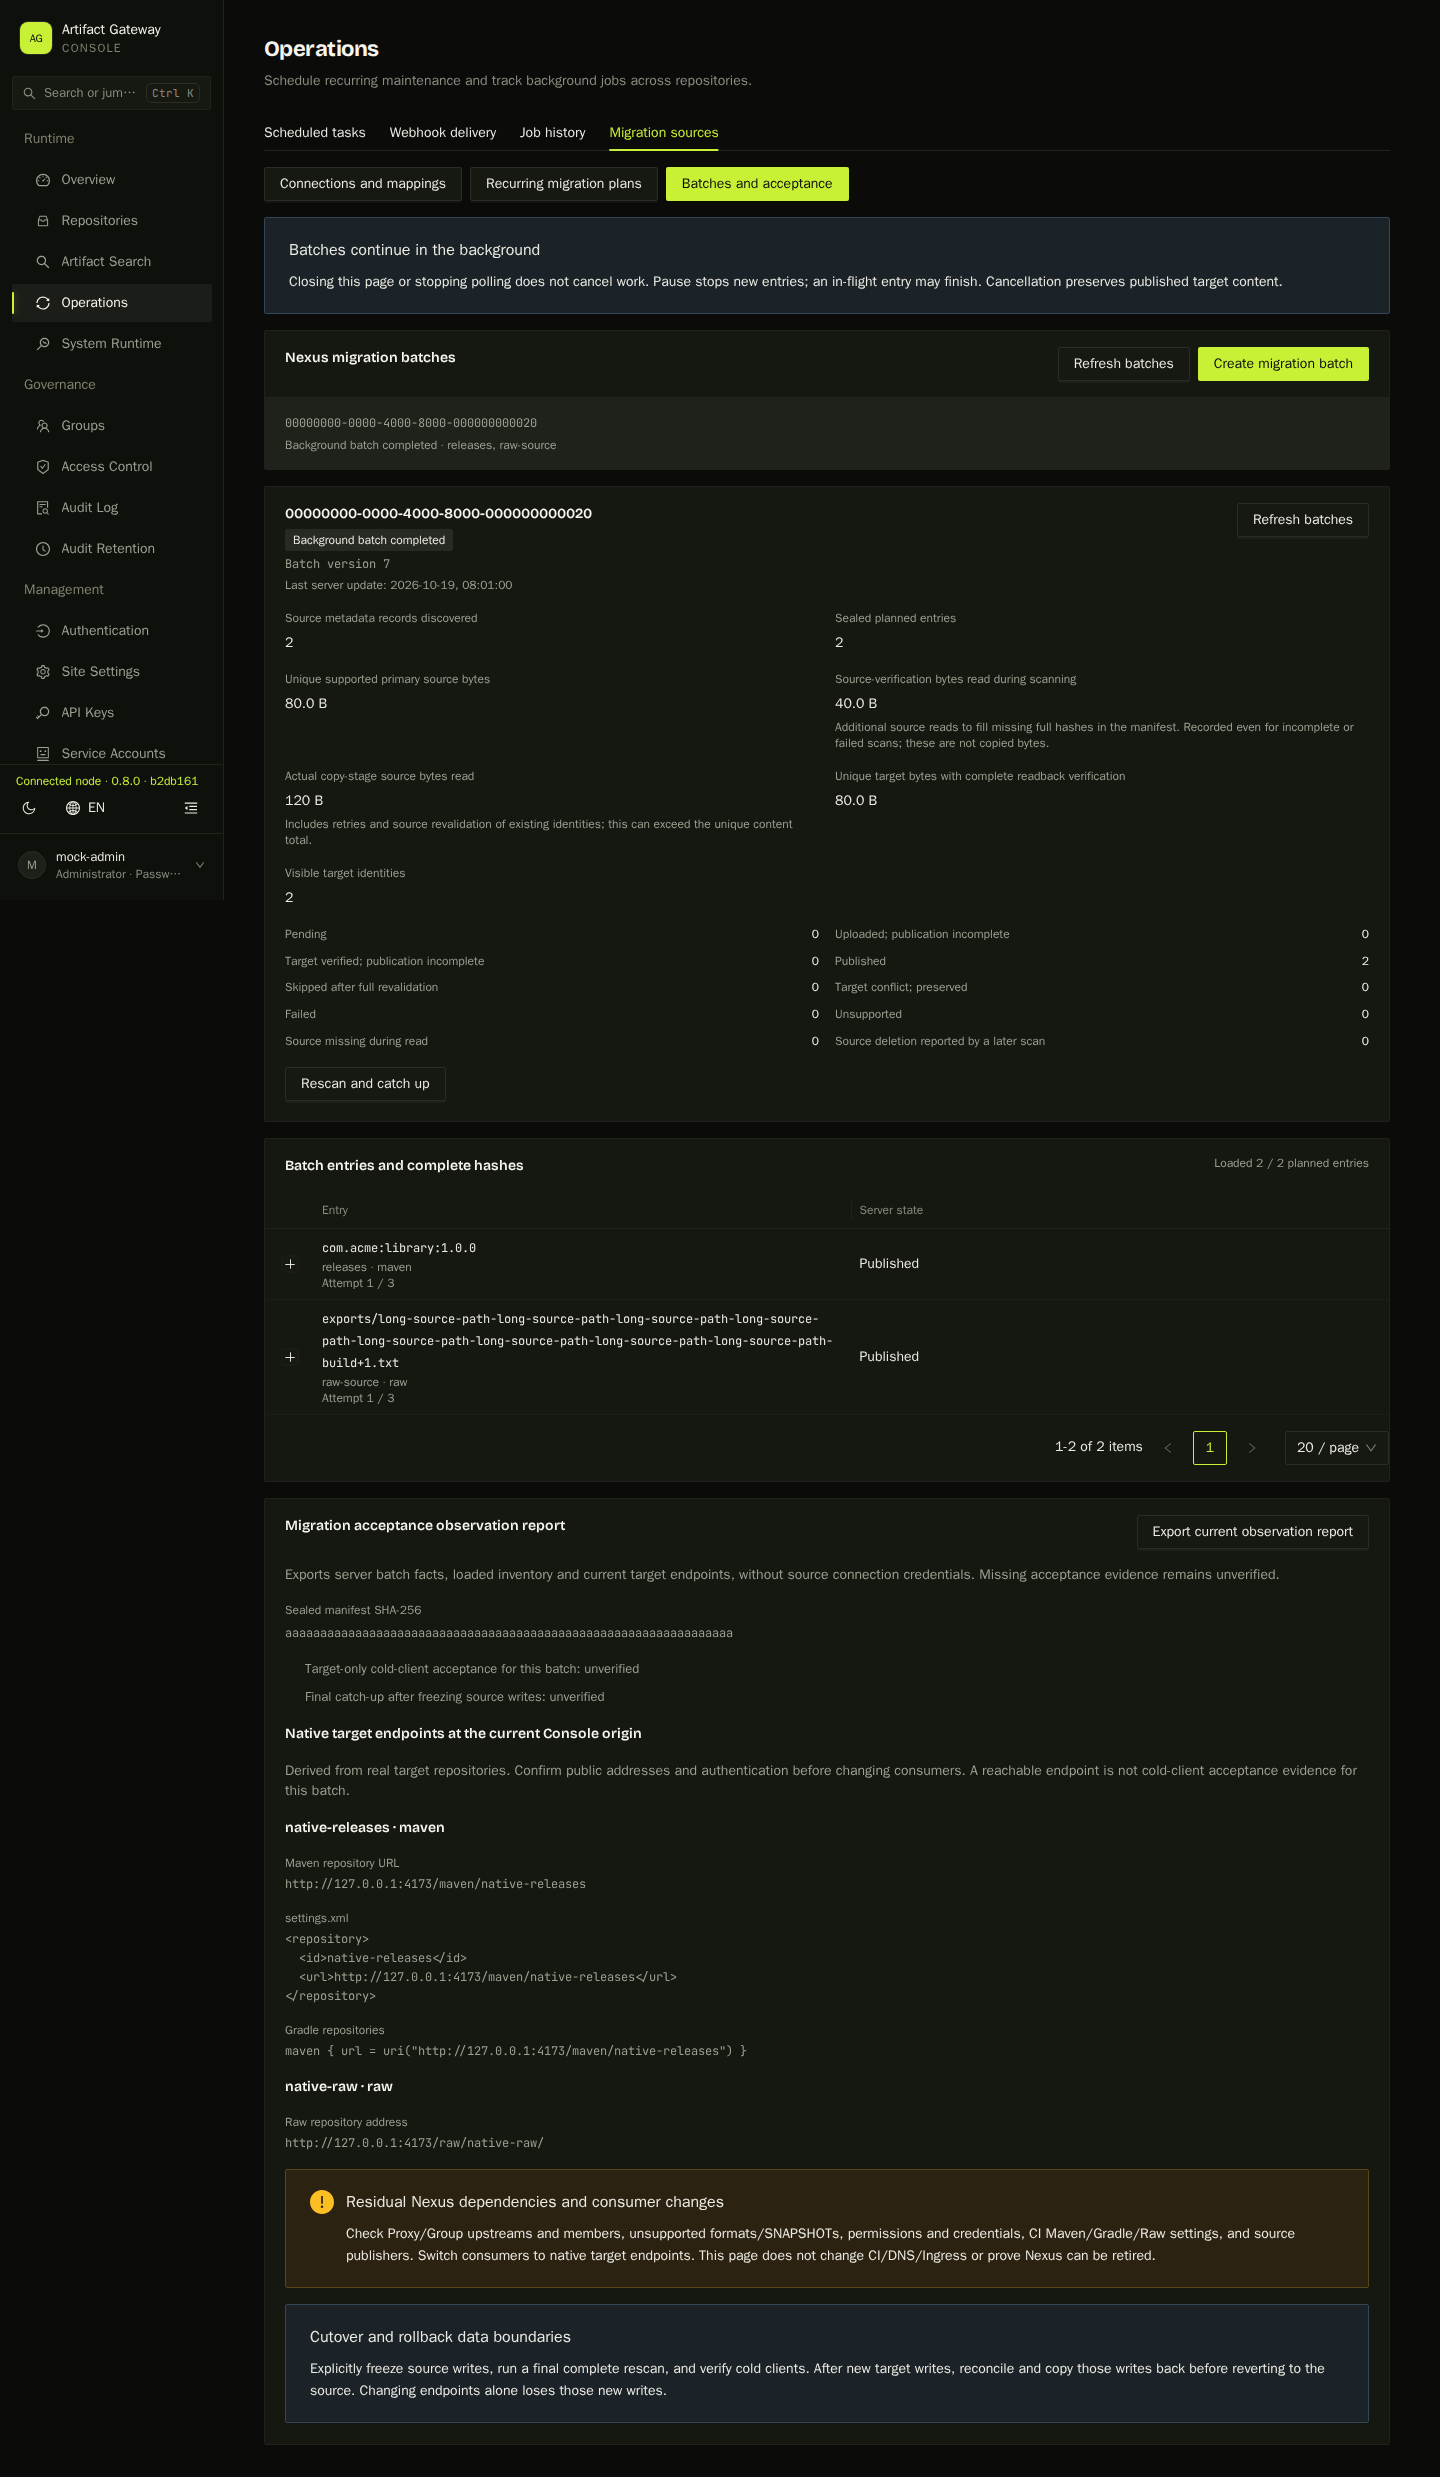 AG
Artifact Gateway
CONSOLE
Search or jum···
Ctrl K
Runtime
Overview
Repositories
Artifact Search
Operations
System Runtime
Governance
Groups
Access Control
Audit Log
Audit Retention
Management
Authentication
Site Settings
API Keys
Service Accounts
Connected node · 0.8.0 · b2db161
EN
M
mock-admin
Administrator · Passw···
Operations
Schedule recurring maintenance and track background jobs across repositories.
Scheduled tasks
Webhook delivery
Job history
Migration sources
Connections and mappings
Recurring migration plans
Batches and acceptance
Batches continue in the background
Closing this page or stopping polling does not cancel work. Pause stops new entries; an in-flight entry may finish. Cancellation preserves published target content.
Nexus migration batches
Refresh batches
Create migration batch
00000000-0000-4000-8000-000000000020
Background batch completed · releases, raw-source
00000000-0000-4000-8000-000000000020
Refresh batches
Background batch completed
Batch version 7
Last server update: 2026-10-19, 08:01:00
Source metadata records discovered
2
Sealed planned entries
2
Unique supported primary source bytes
80.0 B
Source-verification bytes read during scanning
40.0 B
Additional source reads to fill missing full hashes in the manifest. Recorded even for incomplete or
failed scans; these are not copied bytes.
Actual copy-stage source bytes read
120 B
Includes retries and source revalidation of existing identities; this can exceed the unique content
total.
Unique target bytes with complete readback verification
80.0 B
Visible target identities
2
Pending 0
Uploaded; publication incomplete 0
Target verified; publication incomplete 0
Published 2
Skipped after full revalidation 0
Target conflict; preserved 0
Failed 0
Unsupported 0
Source missing during read 0
Source deletion reported by a later scan 0
Rescan and catch up
Batch entries and complete hashes
Loaded 2 / 2 planned entries
Entry
Server state
com.acme:library:1.0.0
releases · maven
Attempt 1 / 3
Published
exports/long-source-path-long-source-path-long-source-path-long-source-
path-long-source-path-long-source-path-long-source-path-long-source-path-
build+1.txt
raw-source · raw
Attempt 1 / 3
Published
1-2 of 2 items
1
20 / page
Migration acceptance observation report
Export current observation report
Exports server batch facts, loaded inventory and current target endpoints, without source connection credentials. Missing acceptance evidence remains unverified.
Sealed manifest SHA-256
aaaaaaaaaaaaaaaaaaaaaaaaaaaaaaaaaaaaaaaaaaaaaaaaaaaaaaaaaaaaaaaa
Target-only cold-client acceptance for this batch: unverified
Final catch-up after freezing source writes: unverified
Native target endpoints at the current Console origin
Derived from real target repositories. Confirm public addresses and authentication before changing consumers. A reachable endpoint is not cold-client acceptance evidence for
this batch.
native-releases · maven
Maven repository URL
http://127.0.0.1:4173/maven/native-releases
settings.xml
<repository>
<id>native-releases</id>
<url>http://127.0.0.1:4173/maven/native-releases</url>
</repository>
Gradle repositories
maven { url = uri("http://127.0.0.1:4173/maven/native-releases") }
native-raw · raw
Raw repository address
http://127.0.0.1:4173/raw/native-raw/
Residual Nexus dependencies and consumer changes
Check Proxy/Group upstreams and members, unsupported formats/SNAPSHOTs, permissions and credentials, CI Maven/Gradle/Raw settings, and source
publishers. Switch consumers to native target endpoints. This page does not change CI/DNS/Ingress or prove Nexus can be retired.
Cutover and rollback data boundaries
Explicitly freeze source writes, run a final complete rescan, and verify cold clients. After new target writes, reconcile and copy those writes back before reverting to the
source. Changing endpoints alone loses those new writes.